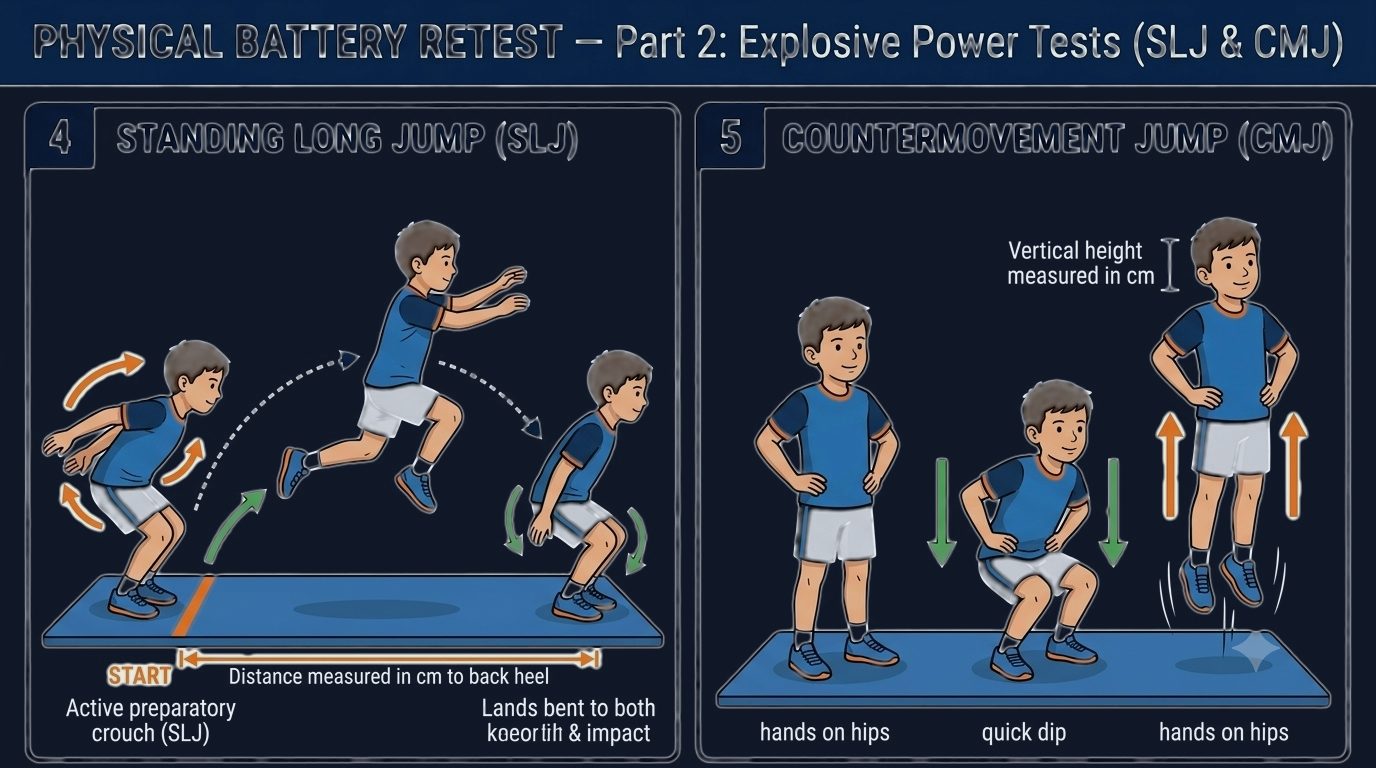 PHYSICAL BATTERY RETEST – Part 2: Explosive Power Tests (SLJ & CMJ)
4 STANDING LONG JUMP (SLJ)
START
Distance measured in cm to back heel
Active preparatory
crouch (SLJ)
Lands bent to both
& impact
5 COUNTERMOVEMENT JUMP (CMJ)
Vertical height
measured in cm
hands on hips
quick dip
hands on hips